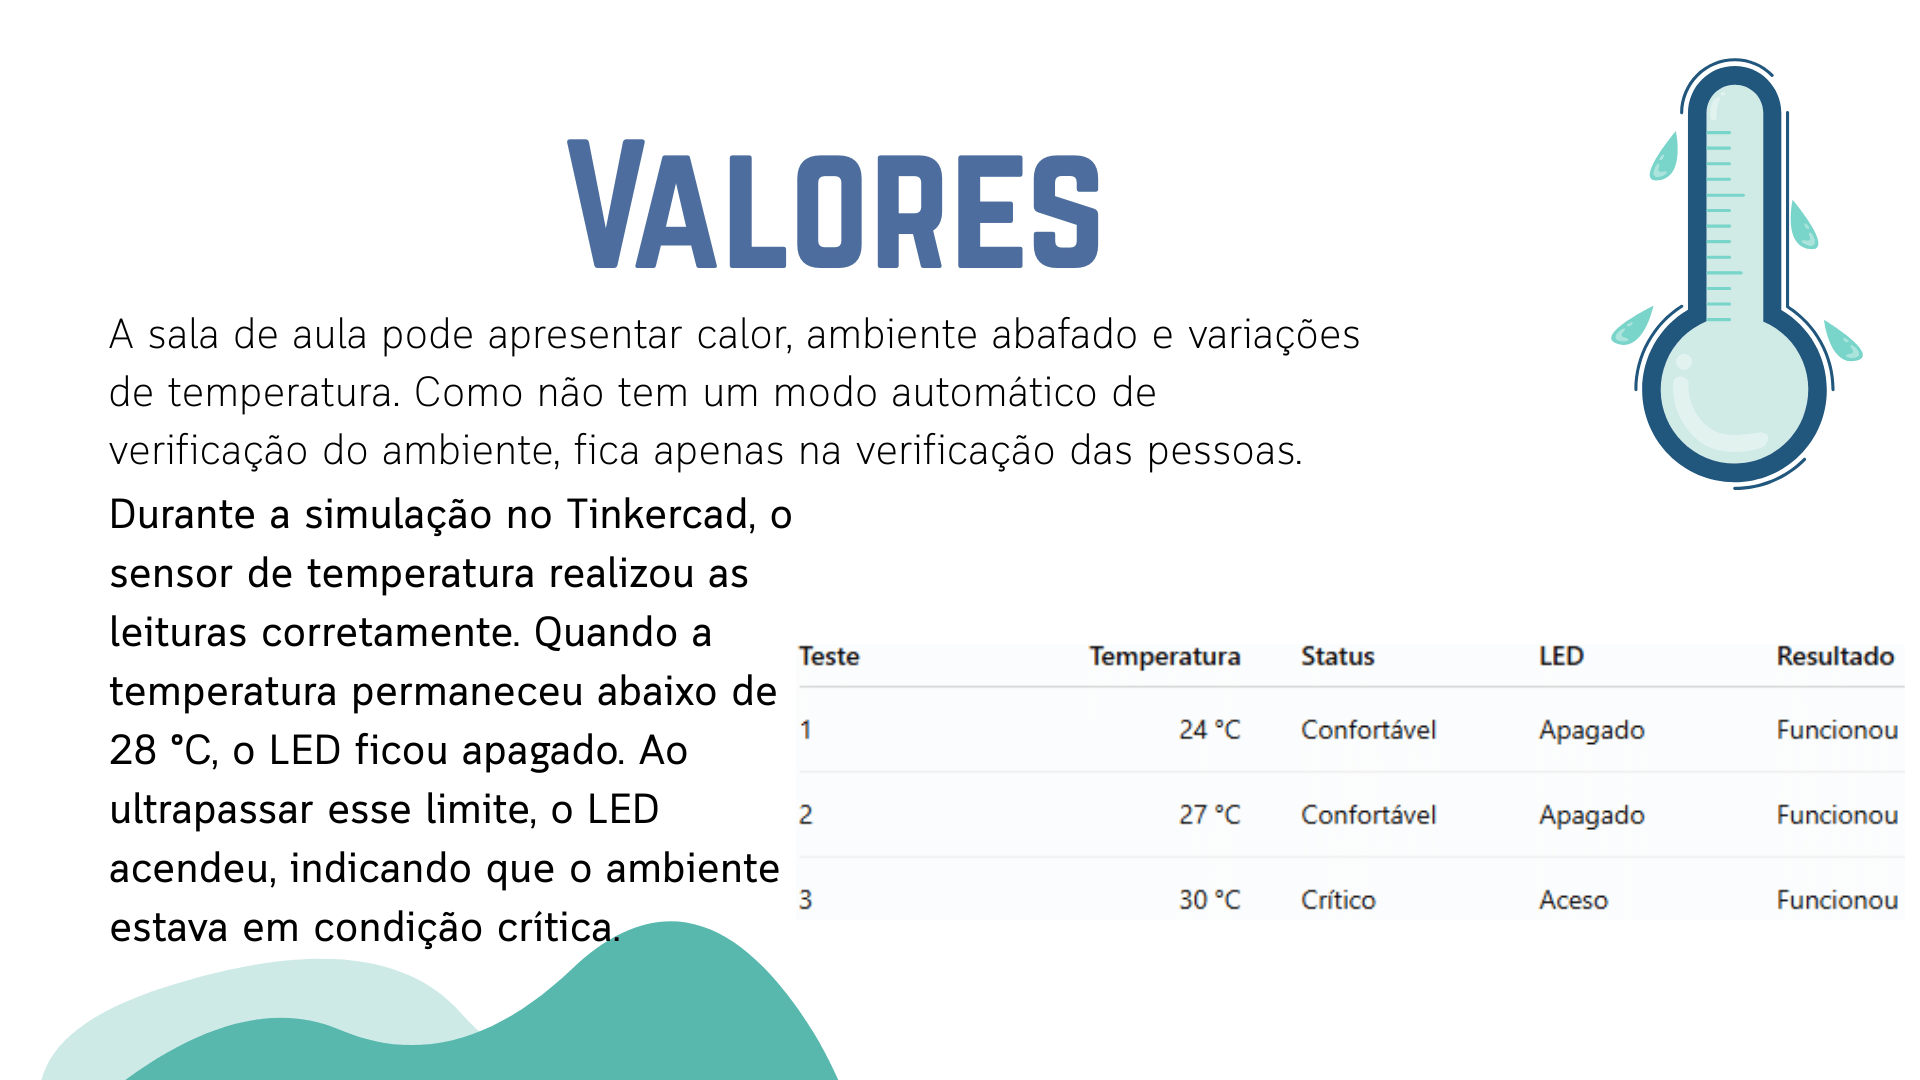 VALORES
A sala de aula pode apresentar calor, ambiente abafado e variações
de temperatura. Como não tem um modo automático de
verificação do ambiente, fica apenas na verificação das pessoas.
Durante a simulação no Tinkercad, o
sensor de temperatura realizou as
leituras corretamente. Quando a
temperatura permaneceu abaixo de
28 °C, o LED ficou apagado. Ao
ultrapassar esse limite, o LED
acendeu, indicando que o ambiente
estava em condição crítica.
Teste Temperatura Status LED Resultado
1 24 °C Confortável Apagado Funcionou
2 27 °C Confortável Apagado Funcionou
3 30 °C Crítico Aceso Funcionou